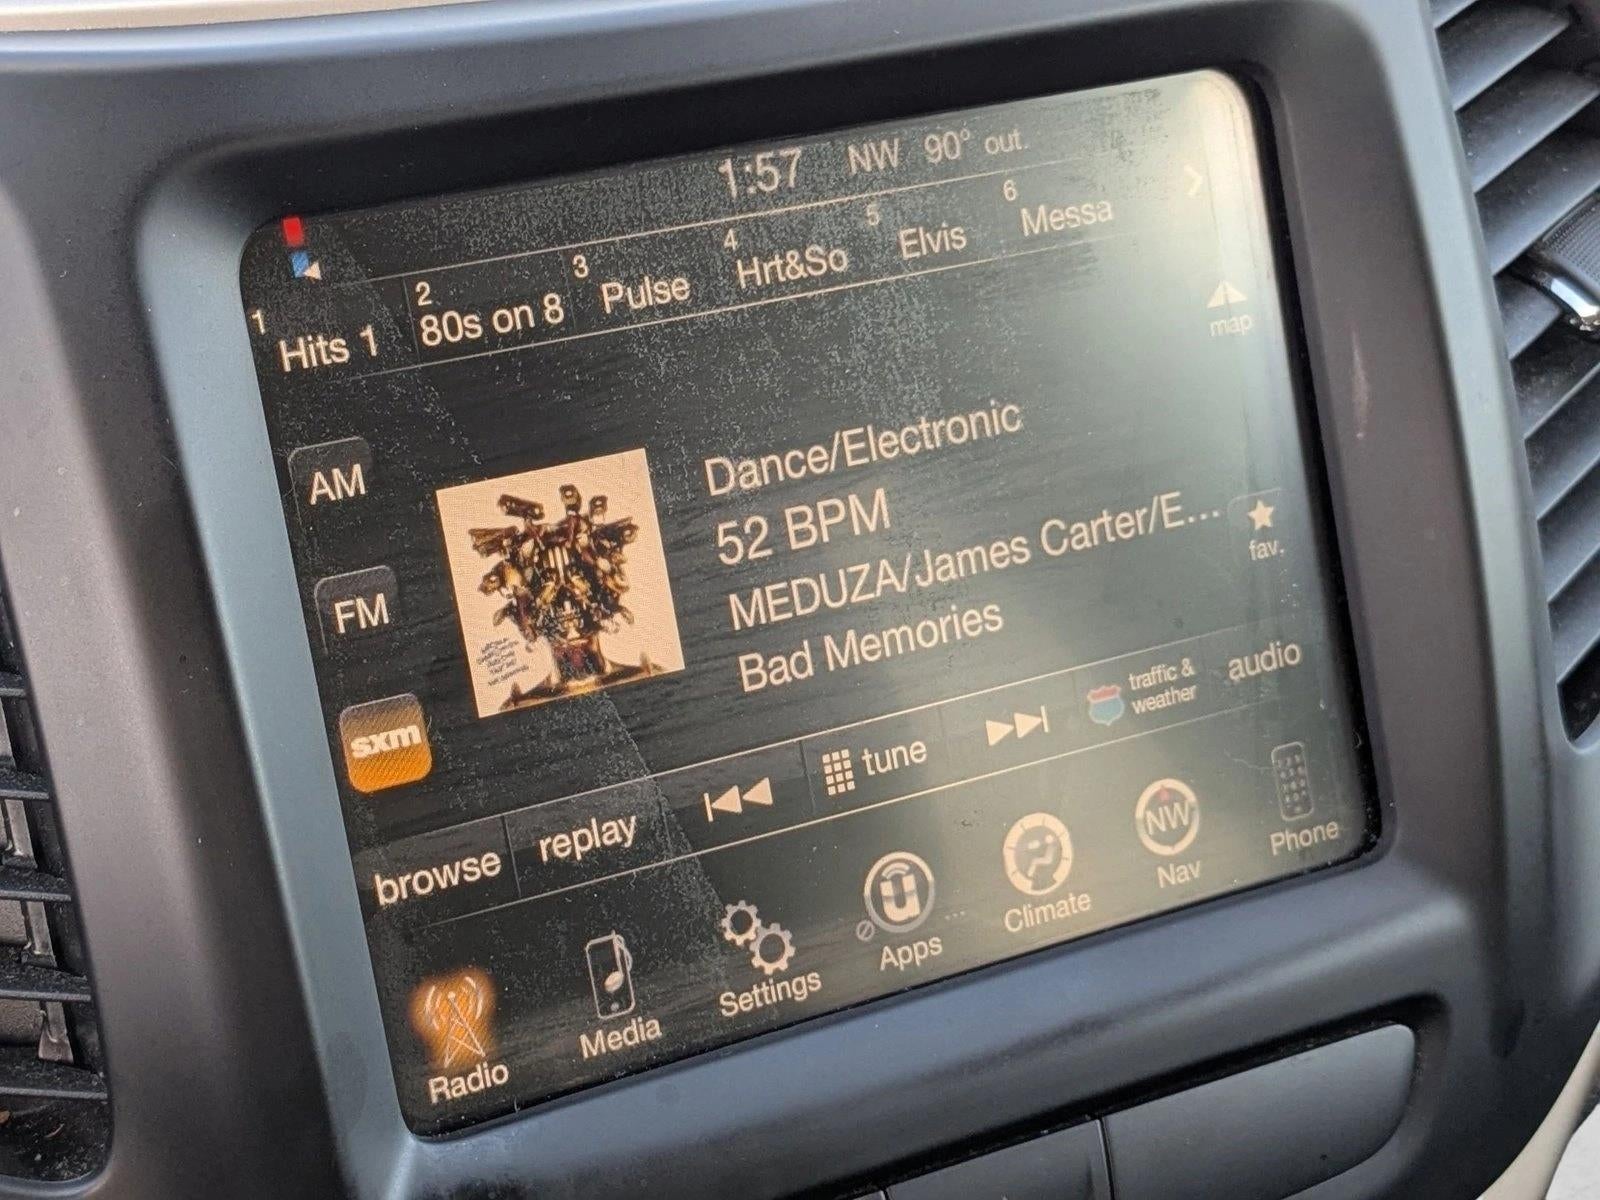 1:57 NW 90° out.
1 Hits 1 2 80s on 8 3 Pulse 4 Hrt&So 5 Elvis 6 Messa
map
AM
FM
sxm
Dance/Electronic
52 BPM
MEDUZA/James Carter/E...
Bad Memories
fav.
browse replay tune traffic & weather audio
Radio Media Settings Apps Climate NW Nav Phone